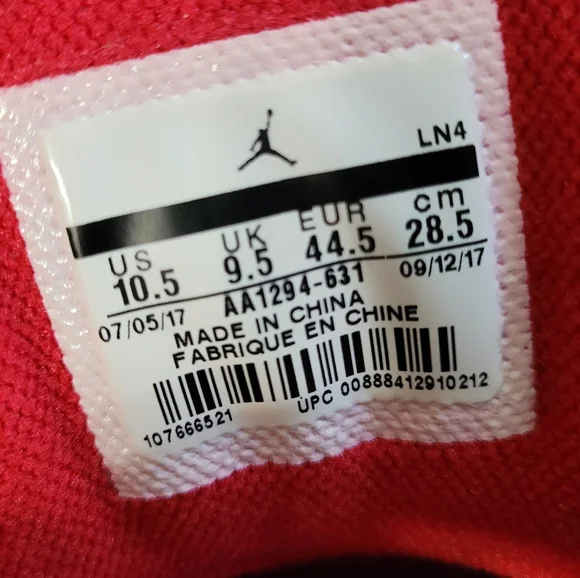 LN4
US UK EUR cm
10.5 9.5 44.5 28.5
07/05/17 AA1294-631 09/12/17
MADE IN CHINA
FABRIQUE EN CHINE
107666521 UPC 00888412910212